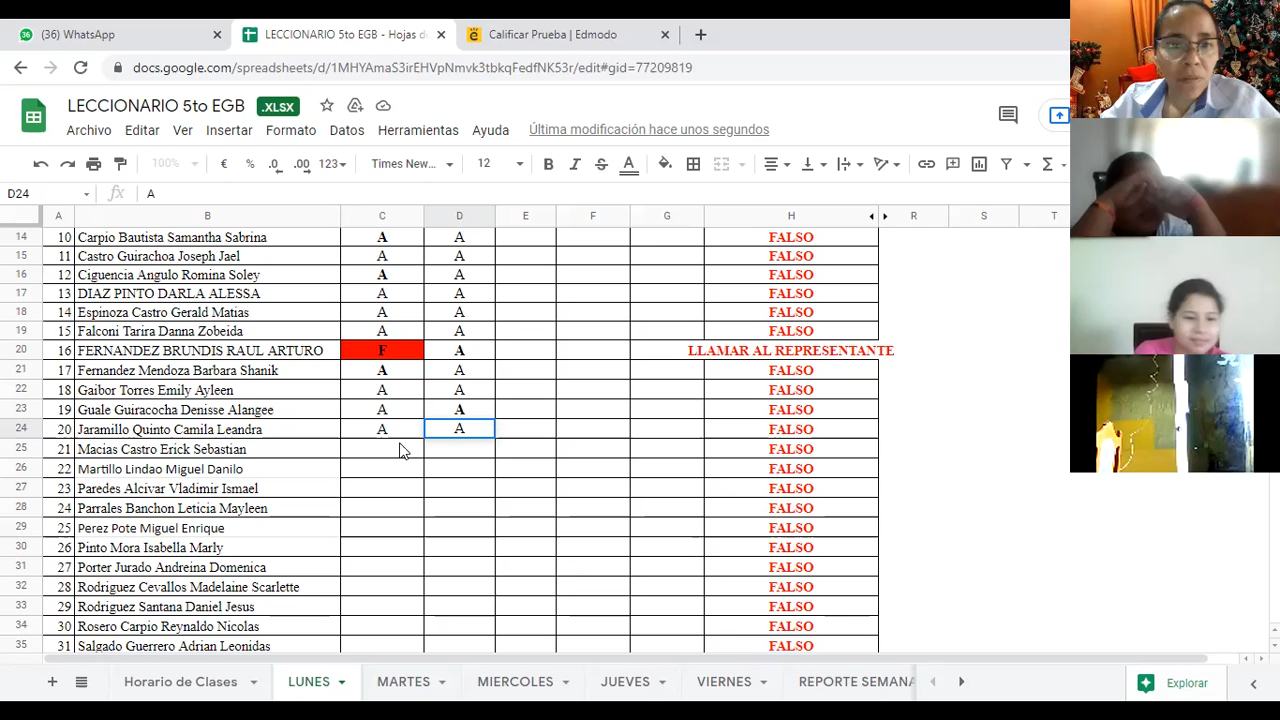 (36) WhatsApp
LECCIONARIO 5to EGB - Hojas de
Calificar Prueba | Edmodo
docs.google.com/spreadsheets/d/1MHYAmaS3irEHVpNmvk3tbkqFedfNK53r/edit#gid=77209819
LECCIONARIO 5to EGB .XLSX
Archivo Editar Ver Insertar Formato Datos Herramientas Ayuda Última modificación hace unos segundos
100% € % .0 .00 123 Times New... 12 B I S A
D24 fx A
A B C D E F G H R S T
14 10 Carpio Bautista Samantha Sabrina A A FALSO
15 11 Castro Guirachoa Joseph Jael A A FALSO
16 12 Ciguencia Angulo Romina Soley A A FALSO
17 13 DIAZ PINTO DARLA ALESSA A A FALSO
18 14 Espinoza Castro Gerald Matias A A FALSO
19 15 Falconi Tarira Danna Zobeida A A FALSO
20 16 FERNANDEZ BRUNDIS RAUL ARTURO F A LLAMAR AL REPRESENTANTE
21 17 Fernandez Mendoza Barbara Shanik A A FALSO
22 18 Gaibor Torres Emily Ayleen A A FALSO
23 19 Guale Guiracocha Denisse Alangee A A FALSO
24 20 Jaramillo Quinto Camila Leandra A A FALSO
25 21 Macias Castro Erick Sebastian FALSO
26 22 Martillo Lindao Miguel Danilo FALSO
27 23 Paredes Alcivar Vladimir Ismael FALSO
28 24 Parrales Banchon Leticia Mayleen FALSO
29 25 Perez Pote Miguel Enrique FALSO
30 26 Pinto Mora Isabella Marly FALSO
31 27 Porter Jurado Andreina Domenica FALSO
32 28 Rodriguez Cevallos Madelaine Scarlette FALSO
33 29 Rodriguez Santana Daniel Jesus FALSO
34 30 Rosero Carpio Reynaldo Nicolas FALSO
35 31 Salgado Guerrero Adrian Leonidas FALSO
Horario de Clases LUNES MARTES MIERCOLES JUEVES VIERNES REPORTE SEMANA Explorar